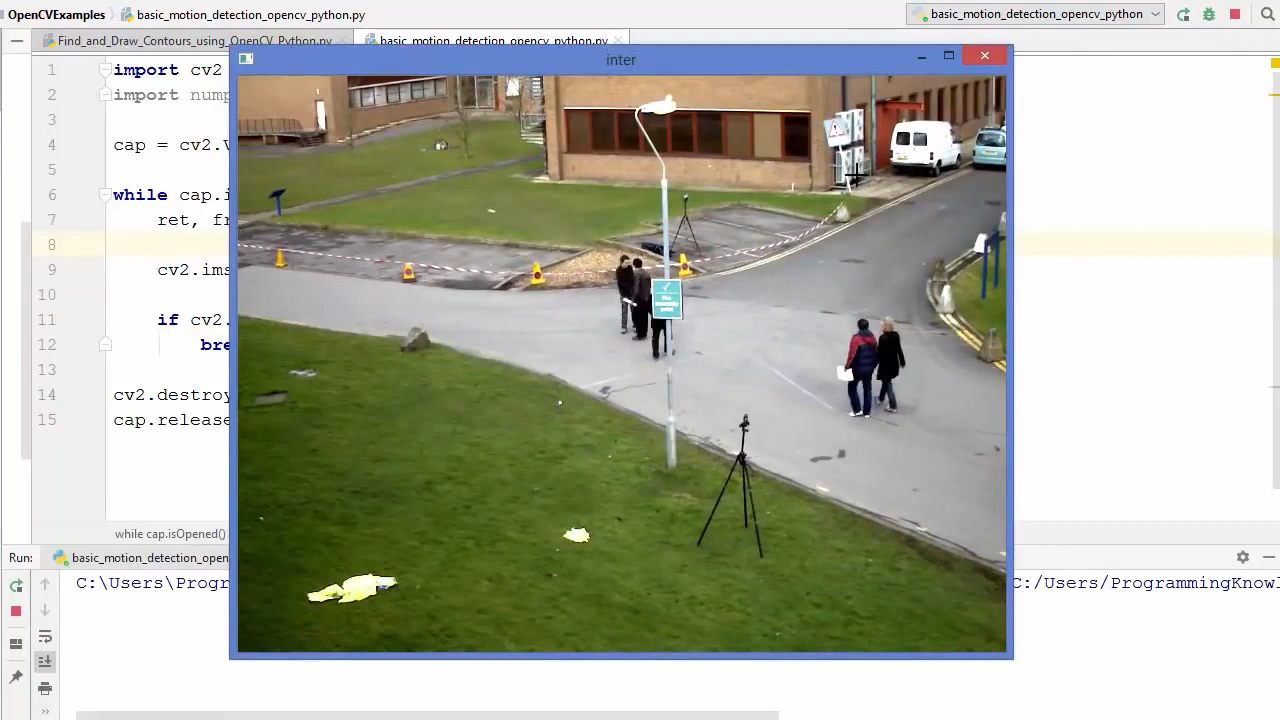 OpenCVExamples basic_motion_detection_opencv_python.py basic_motion_detection_opencv_python
Find_and_Draw_Contours_using_OpenCV_Python.py basic_motion_detection_opencv_python.py
inter
1 import cv2
2 import nump
3
4 cap = cv2.V
5
6 while cap.i
7 ret, fr
8
9 cv2.ims
10
11 if cv2.
12 bre
13
14 cv2.destroy
15 cap.release
while cap.isOpened()
Run: basic_motion_detection_open
C:\Users\Progr C:/Users/ProgrammingKnowl